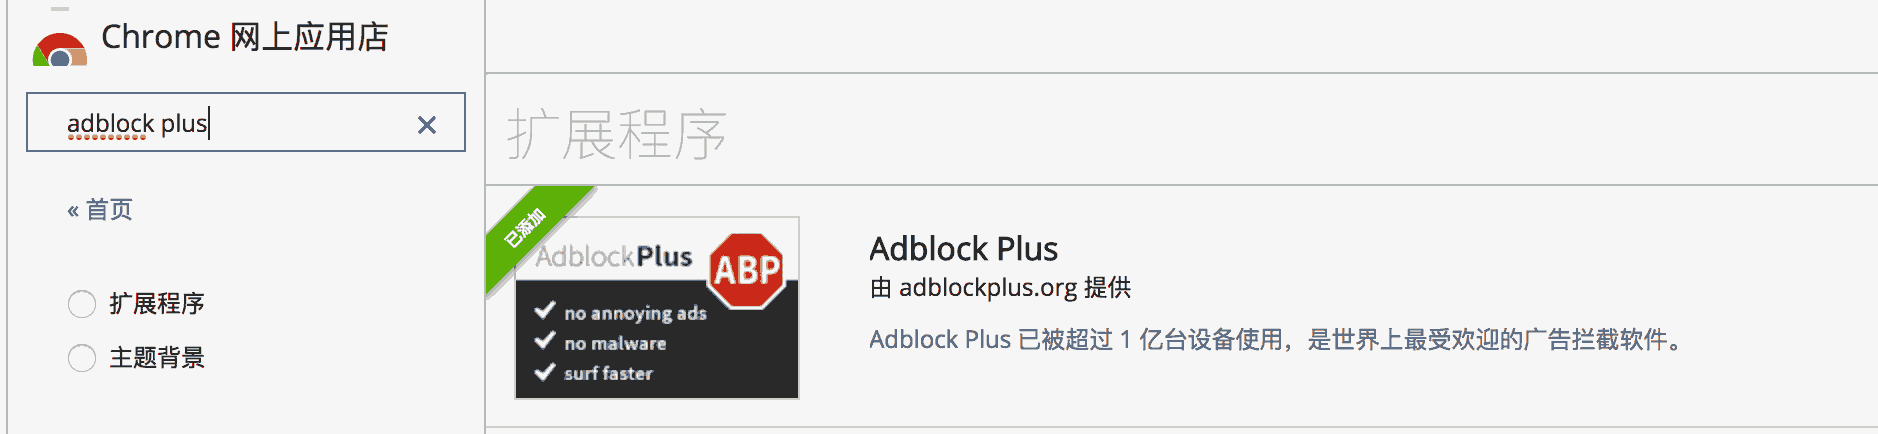 Chrome 网上应用店
adblock plus
« 首页
扩展程序
主题背景
扩展程序
已添加
AdblockPlus
ABP
no annoying ads
no malware
surf faster
Adblock Plus
由 adblockplus.org 提供
Adblock Plus 已被超过 1 亿台设备使用，是世界上最受欢迎的广告拦截软件。